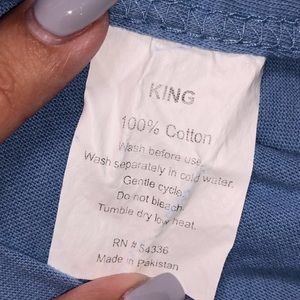 KING
100% Cotton
Wash before use.
Wash separately in cold water.
Gentle cycle.
Do not bleach.
Tumble dry low heat.
RN # 54336
Made in Pakistan